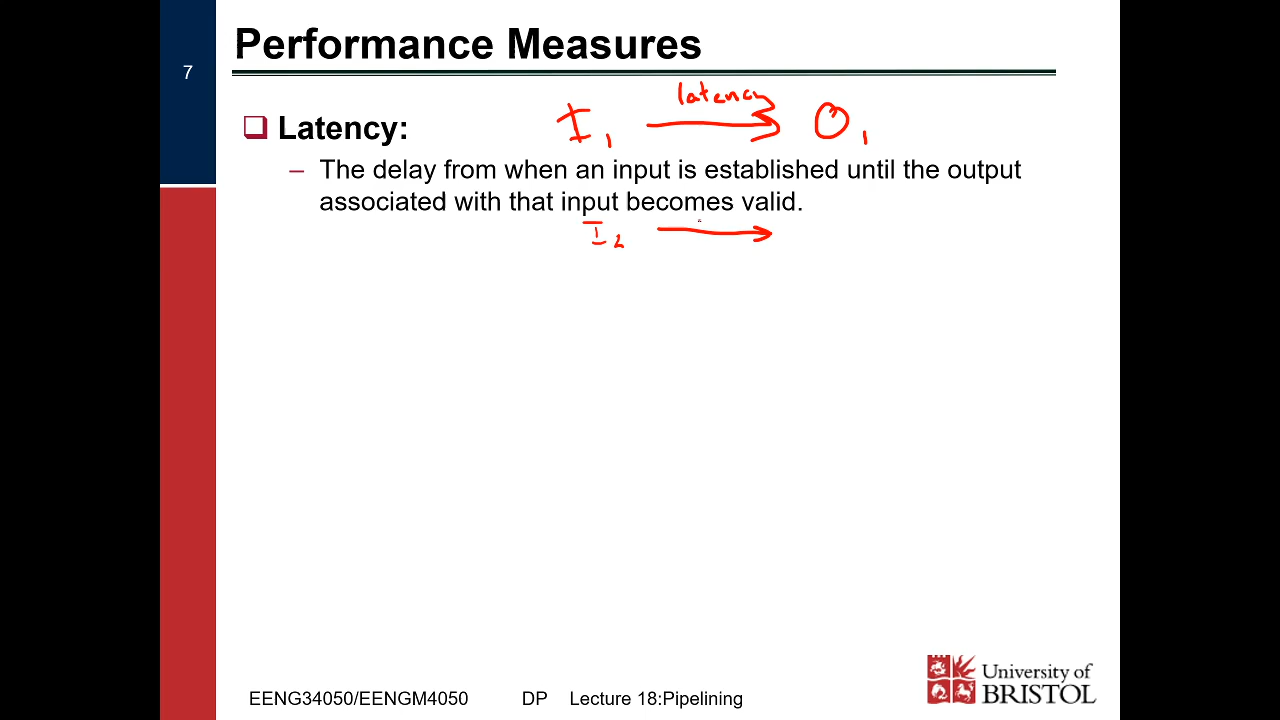 Performance Measures
7
latency
I1 O1
❑ Latency:
– The delay from when an input is established until the output
associated with that input becomes valid.
I2
EENG34050/EENGM4050 DP Lecture 18:Pipelining
University of
BRISTOL